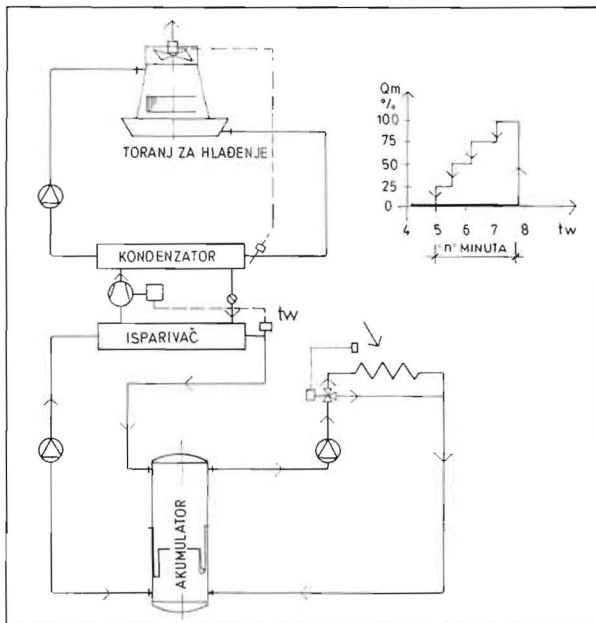 TORANJ ZA HLAĐENJE
KONDENZATOR
ISPARIVAČ
tw
AKUMULATOR
Qm
%
100
75
50
25
0
4 5 6 7 8 tw
"n" MINUTA